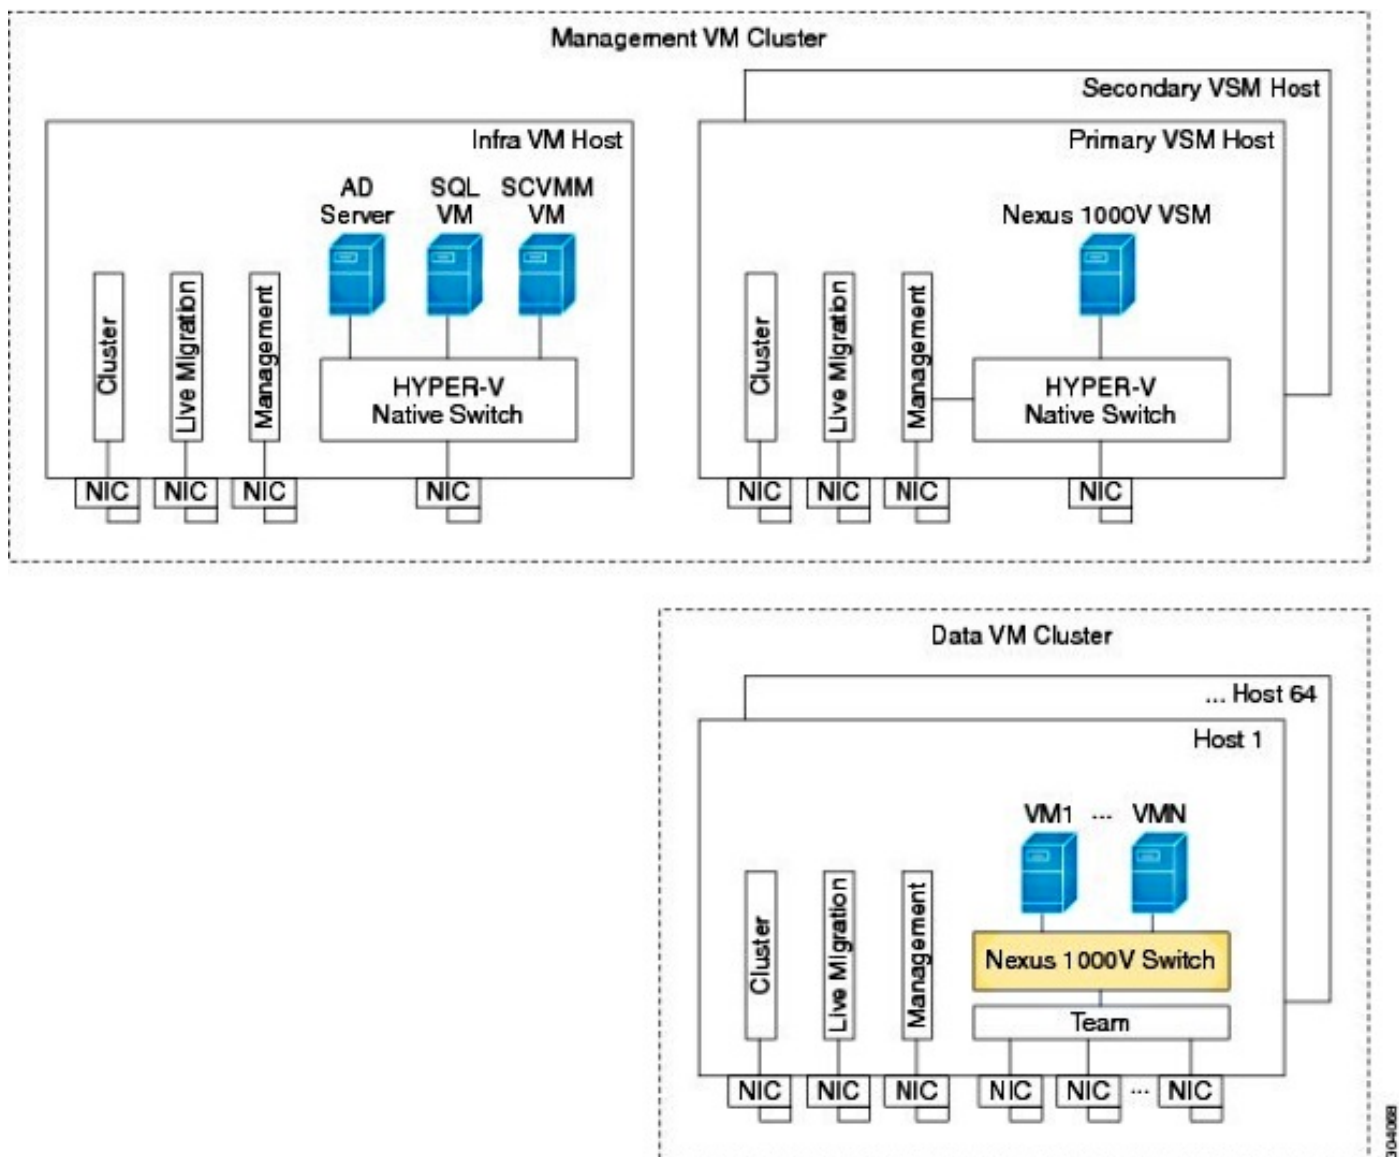 Management VM Cluster
Secondary VSM Host
Infra VM Host
Primary VSM Host
AD
Server
SQL
VM
SCVMM
VM
Nexus 1000V VSM
Cluster
Live Migration
Management
HYPER-V
Native Switch
Cluster
Live Migration
Management
HYPER-V
Native Switch
NIC
NIC
NIC
NIC
NIC
NIC
NIC
NIC
Data VM Cluster
... Host 64
Host 1
VM1 ... VMN
Cluster
Live Migration
Management
Nexus 1000V Switch
Team
NIC
NIC
NIC
NIC
NIC ... NIC
304068